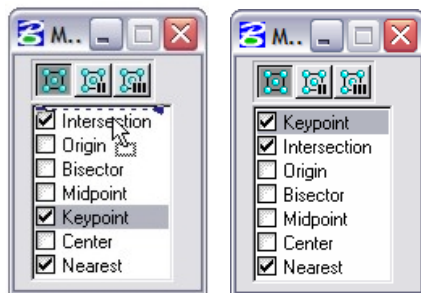 M..
Intersection
Origin
Bisector
Midpoint
Keypoint
Center
Nearest
M..
Keypoint
Intersection
Origin
Bisector
Midpoint
Center
Nearest